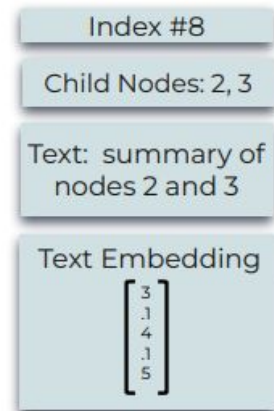 Index #8
Child Nodes: 2, 3
Text: summary of
nodes 2 and 3
Text Embedding
3
.1
4
.1
5